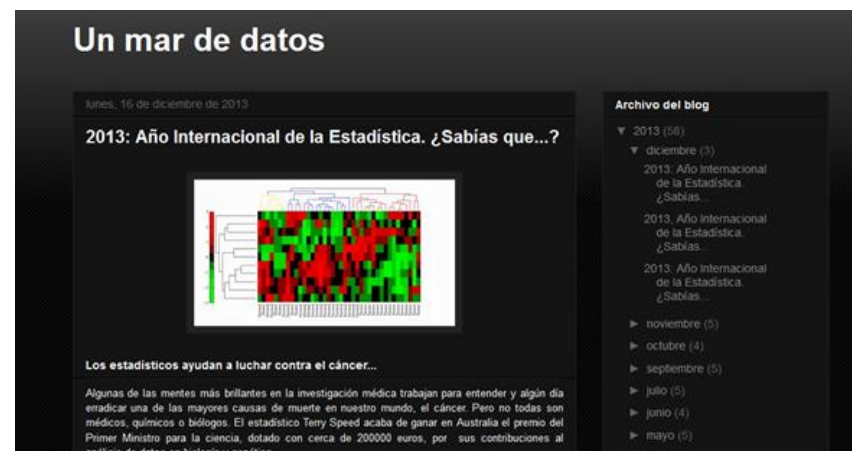 Un mar de datos
lunes, 16 de diciembre de 2013
2013: Año Internacional de la Estadística. ¿Sabías que...?
Los estadísticos ayudan a luchar contra el cáncer...
Algunas de las mentes más brillantes en la investigación médica trabajan para entender y algún día
erradicar una de las mayores causas de muerte en nuestro mundo, el cáncer. Pero no todas son
médicos, químicos o biólogos. El estadístico Terry Speed acaba de ganar en Australia el premio del
Primer Ministro para la ciencia, dotado con cerca de 200000 euros, por sus contribuciones al
Archivo del blog
▼ 2013 (56)
▼ diciembre (3)
2013: Año Internacional
de la Estadística.
¿Sabías...
2013, Año Internacional
de la Estadística.
¿Sabías...
2013: Año Internacional
de la Estadística.
¿Sabías...
► noviembre (5)
► octubre (4)
► septiembre (5)
► julio (5)
► junio (4)
► mayo (5)